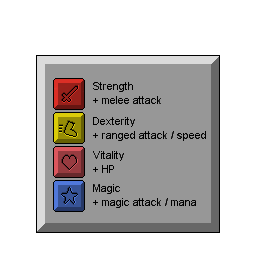 Strength
+ melee attack
Dexterity
+ ranged attack / speed
Vitality
+ HP
Magic
+ magic attack / mana